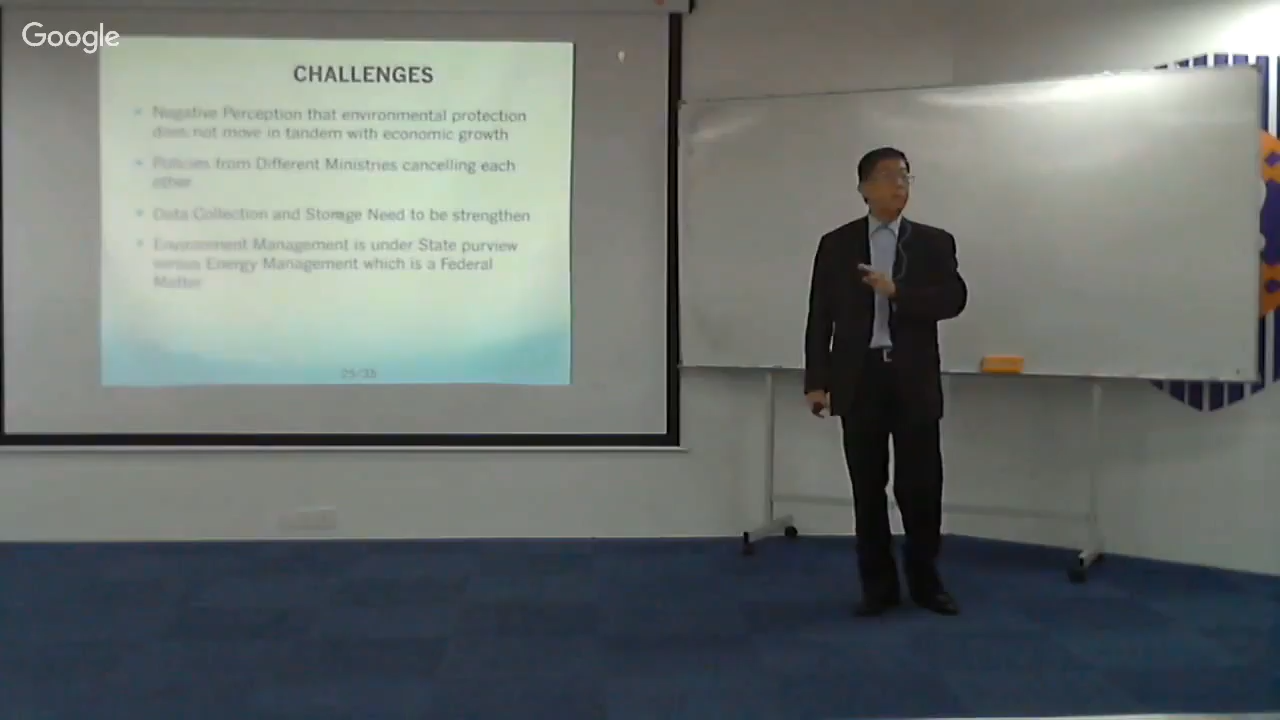 Google
CHALLENGES
Negative Perception that environmental protection
does not move in tandem with economic growth
Policies from Different Ministries cancelling each
other
Data Collection and Storage Need to be strengthen
Environment Management is under State purview
versus Energy Management which is a Federal
Matter